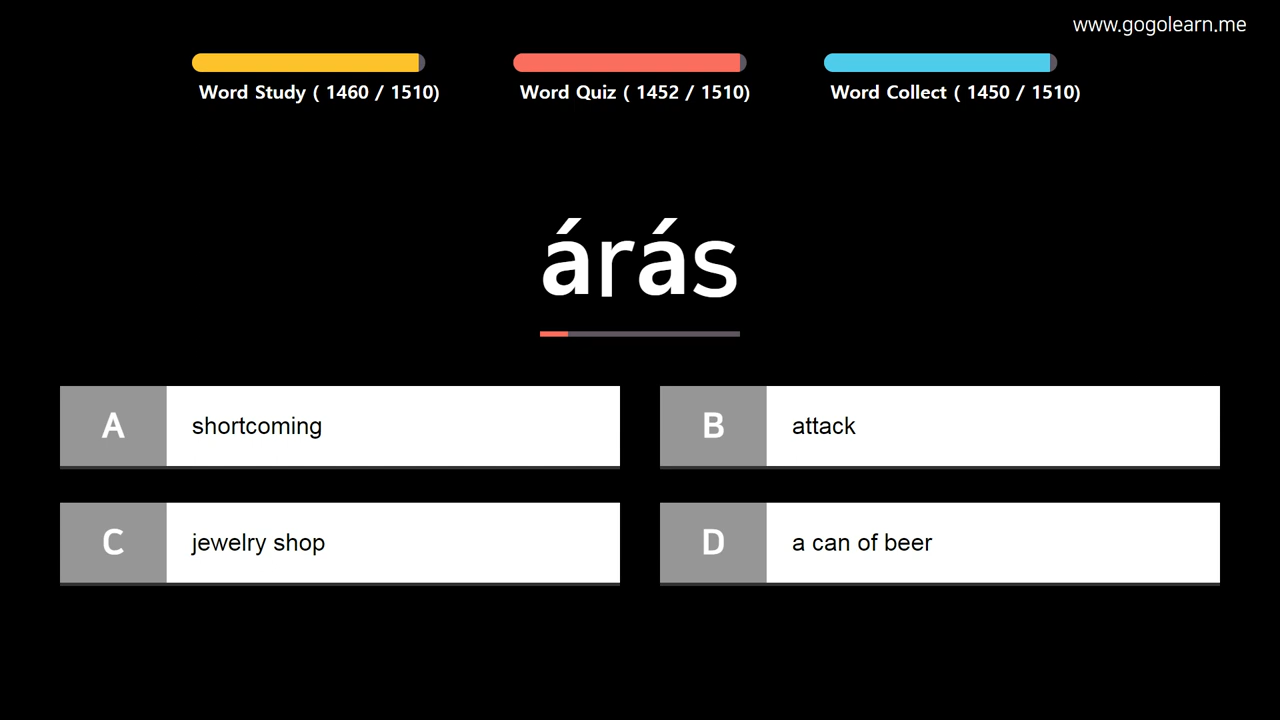 www.gogolearn.me
Word Study ( 1460 / 1510)
Word Quiz ( 1452 / 1510)
Word Collect ( 1450 / 1510)
árás
A shortcoming
B attack
C jewelry shop
D a can of beer